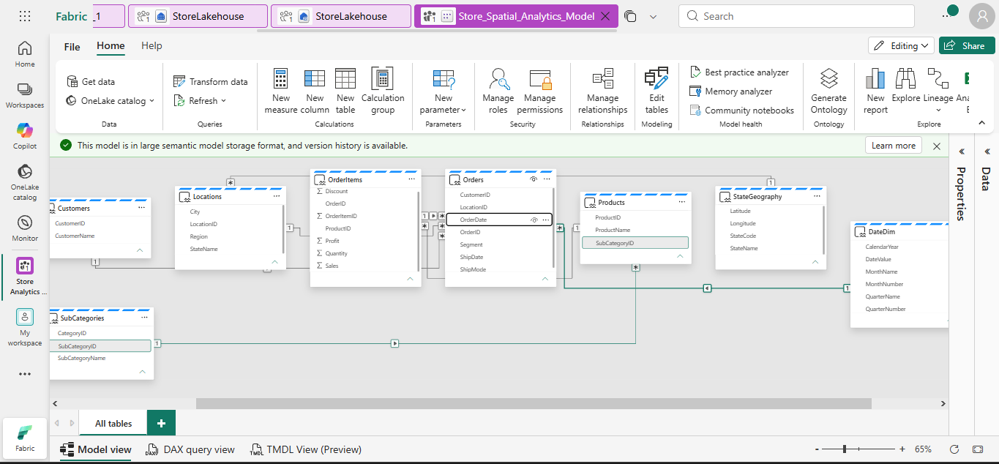 Fabric
_1
StoreLakehouse
StoreLakehouse
Store_Spatial_Analytics_Model
Search
File
Home
Help
Editing
Share
Get data
OneLake catalog
Data
Transform data
Refresh
Queries
New measure
New column
New table
Calculation group
Calculations
New parameter
Parameters
Manage roles
Manage permissions
Security
Manage relationships
Relationships
Edit tables
Modeling
Best practice analyzer
Memory analyzer
Community notebooks
Model health
Generate Ontology
Ontology
New report
Explore
Lineage
Ana
E
Explore
Home
Workspaces
Copilot
OneLake catalog
Monitor
Store Analytics ...
My workspace
Fabric
This model is in large semantic model storage format, and version history is available.
Learn more
Customers
CustomerID
CustomerName
Locations
City
LocationID
Region
StateName
OrderItems
Discount
OrderID
OrderItemID
ProductID
Profit
Quantity
Sales
Orders
CustomerID
LocationID
OrderDate
OrderID
Segment
ShipDate
ShipMode
Products
ProductID
ProductName
SubCategoryID
StateGeography
Latitude
Longitude
StateCode
StateName
DateDim
CalendarYear
DateValue
MonthName
MonthNumber
QuarterName
QuarterNumber
SubCategories
CategoryID
SubCategoryID
SubCategoryName
Properties
Data
All tables
Model view
DAX query view
TMDL View (Preview)
65%